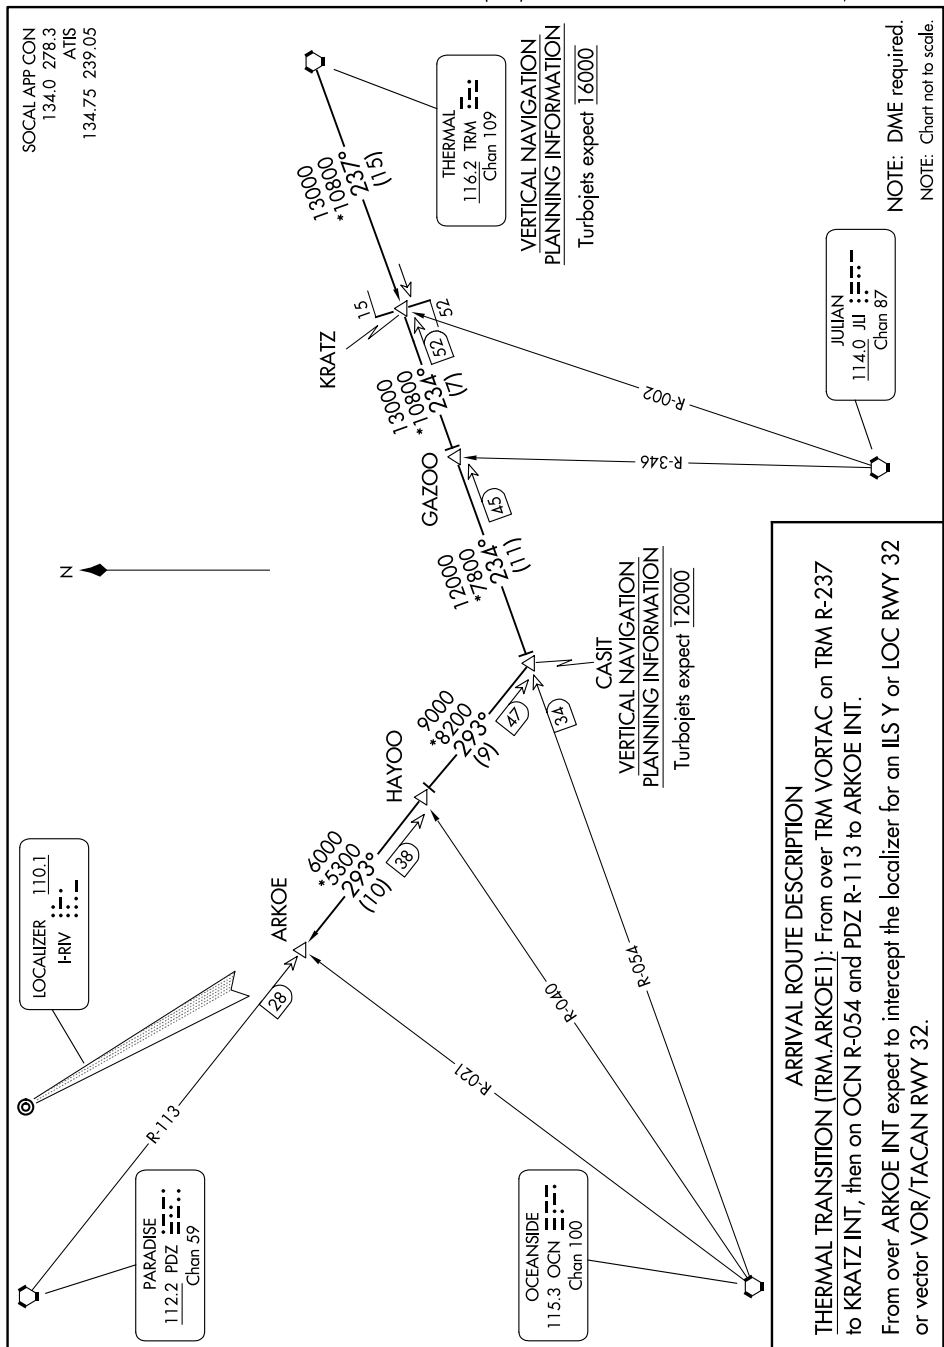 SOCAL APP CON
134.0 278.3
ATIS
134.75 239.05
THERMAL
116.2 TRM
Chan 109
VERTICAL NAVIGATION
PLANNING INFORMATION
Turbojets expect 16000
NOTE: DME required.
NOTE: Chart not to scale.
13000
*10800
237°
(15)
15
52
KRATZ
52
13000
*10800
234°
(7)
R-002
JULIAN
114.0 JLI
Chan 87
GAZOO
R-346
45
12000
*7800
234°
(11)
N
CASIT
VERTICAL NAVIGATION
PLANNING INFORMATION
Turbojets expect 12000
47
34
9000
*8200
293°
(9)
HAYOO
38
6000
*5300
293°
(10)
ARKOE
28
LOCALIZER 110.1
I-RIV
R-113
R-021
R-040
R-054
PARADISE
112.2 PDZ
Chan 59
OCEANSIDE
115.3 OCN
Chan 100
ARRIVAL ROUTE DESCRIPTION
THERMAL TRANSITION (TRM.ARKOE1): From over TRM VORTAC on TRM R-237
to KRATZ INT, then on OCN R-054 and PDZ R-113 to ARKOE INT.
From over ARKOE INT expect to intercept the localizer for an ILS Y or LOC RWY 32
or vector VOR/TACAN RWY 32.